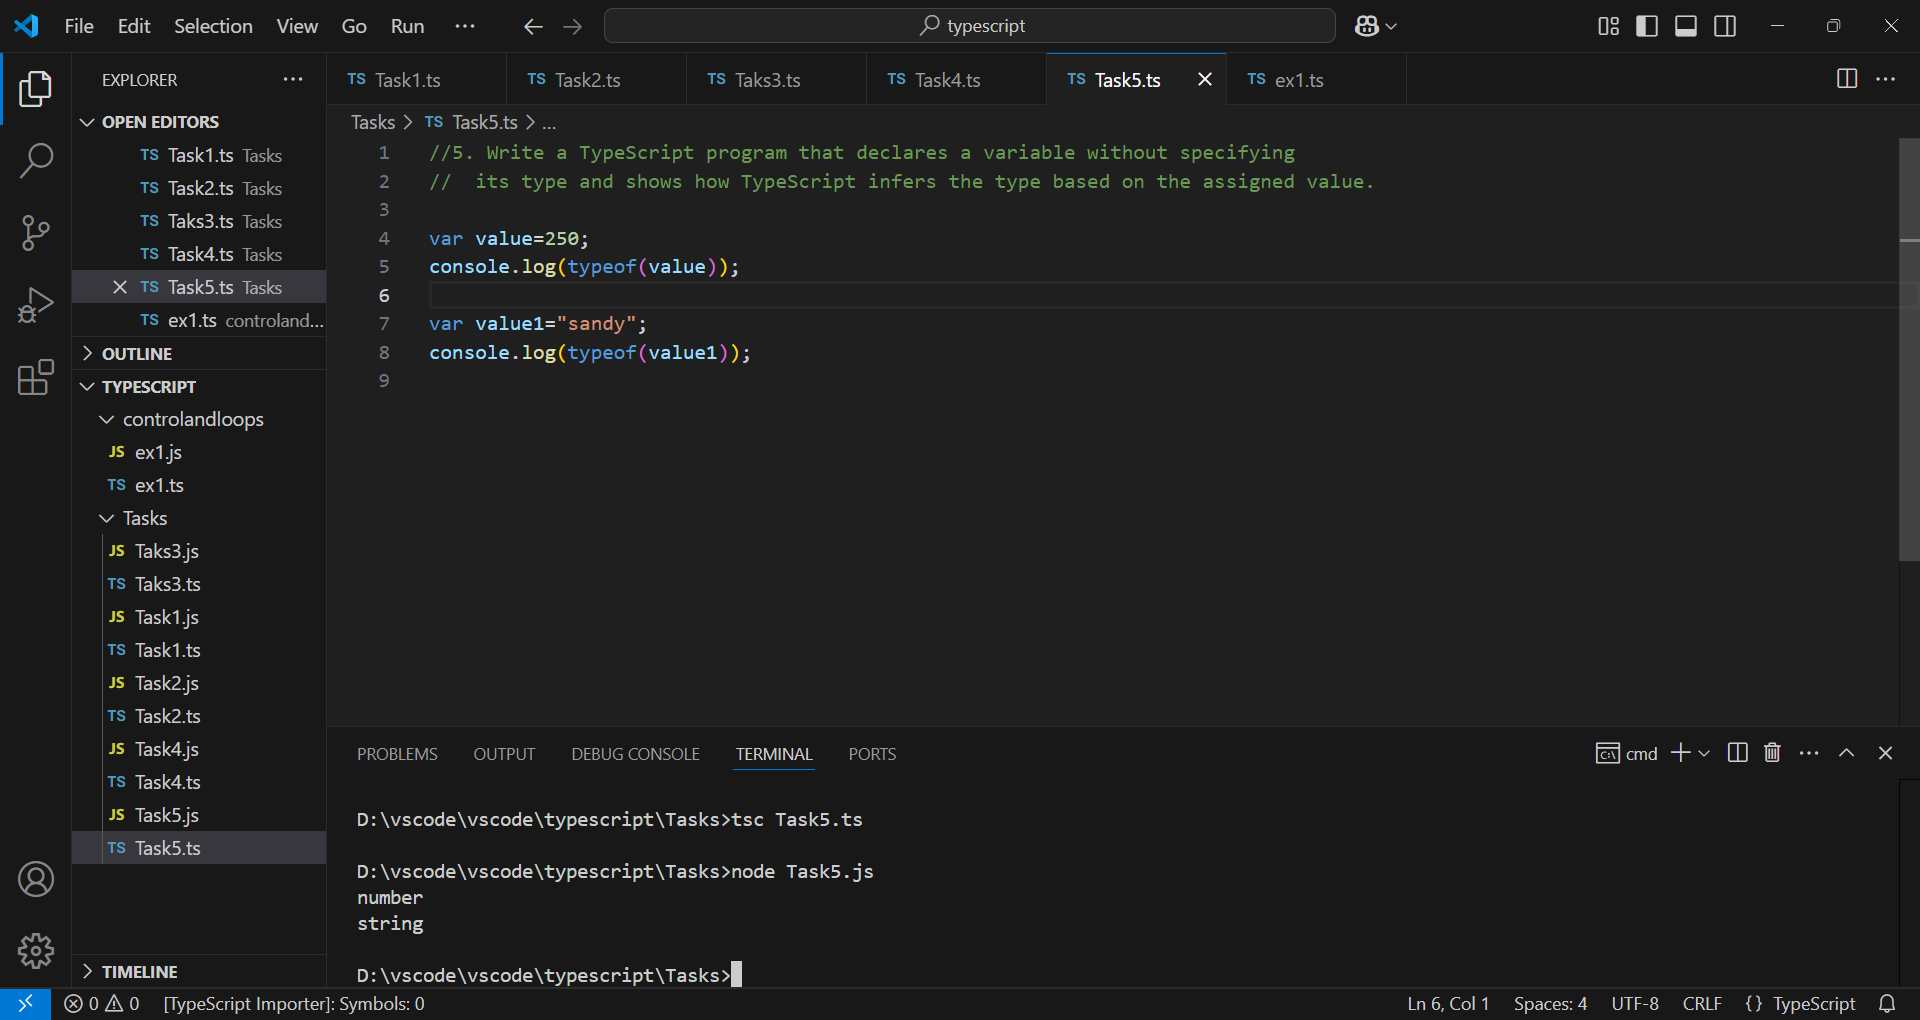 File Edit Selection View Go Run ··· typescript
EXPLORER ···
OPEN EDITORS
TS Task1.ts Tasks
TS Task2.ts Tasks
TS Taks3.ts Tasks
TS Task4.ts Tasks
TS Task5.ts Tasks
TS ex1.ts controland...
OUTLINE
TYPESCRIPT
controlandloops
JS ex1.js
TS ex1.ts
Tasks
JS Taks3.js
TS Taks3.ts
JS Task1.js
TS Task1.ts
JS Task2.js
TS Task2.ts
JS Task4.js
TS Task4.ts
JS Task5.js
TS Task5.ts
TIMELINE
TS Task1.ts TS Task2.ts TS Taks3.ts TS Task4.ts TS Task5.ts TS ex1.ts
Tasks > TS Task5.ts > ...
1 //5. Write a TypeScript program that declares a variable without specifying
2 //  its type and shows how TypeScript infers the type based on the assigned value.
3
4 var value=250;
5 console.log(typeof(value));
6
7 var value1="sandy";
8 console.log(typeof(value1));
9
PROBLEMS OUTPUT DEBUG CONSOLE TERMINAL PORTS cmd
D:\vscode\vscode\typescript\Tasks>tsc Task5.ts
D:\vscode\vscode\typescript\Tasks>node Task5.js
number
string
D:\vscode\vscode\typescript\Tasks>
0 0 [TypeScript Importer]: Symbols: 0 Ln 6, Col 1 Spaces: 4 UTF-8 CRLF {} TypeScript